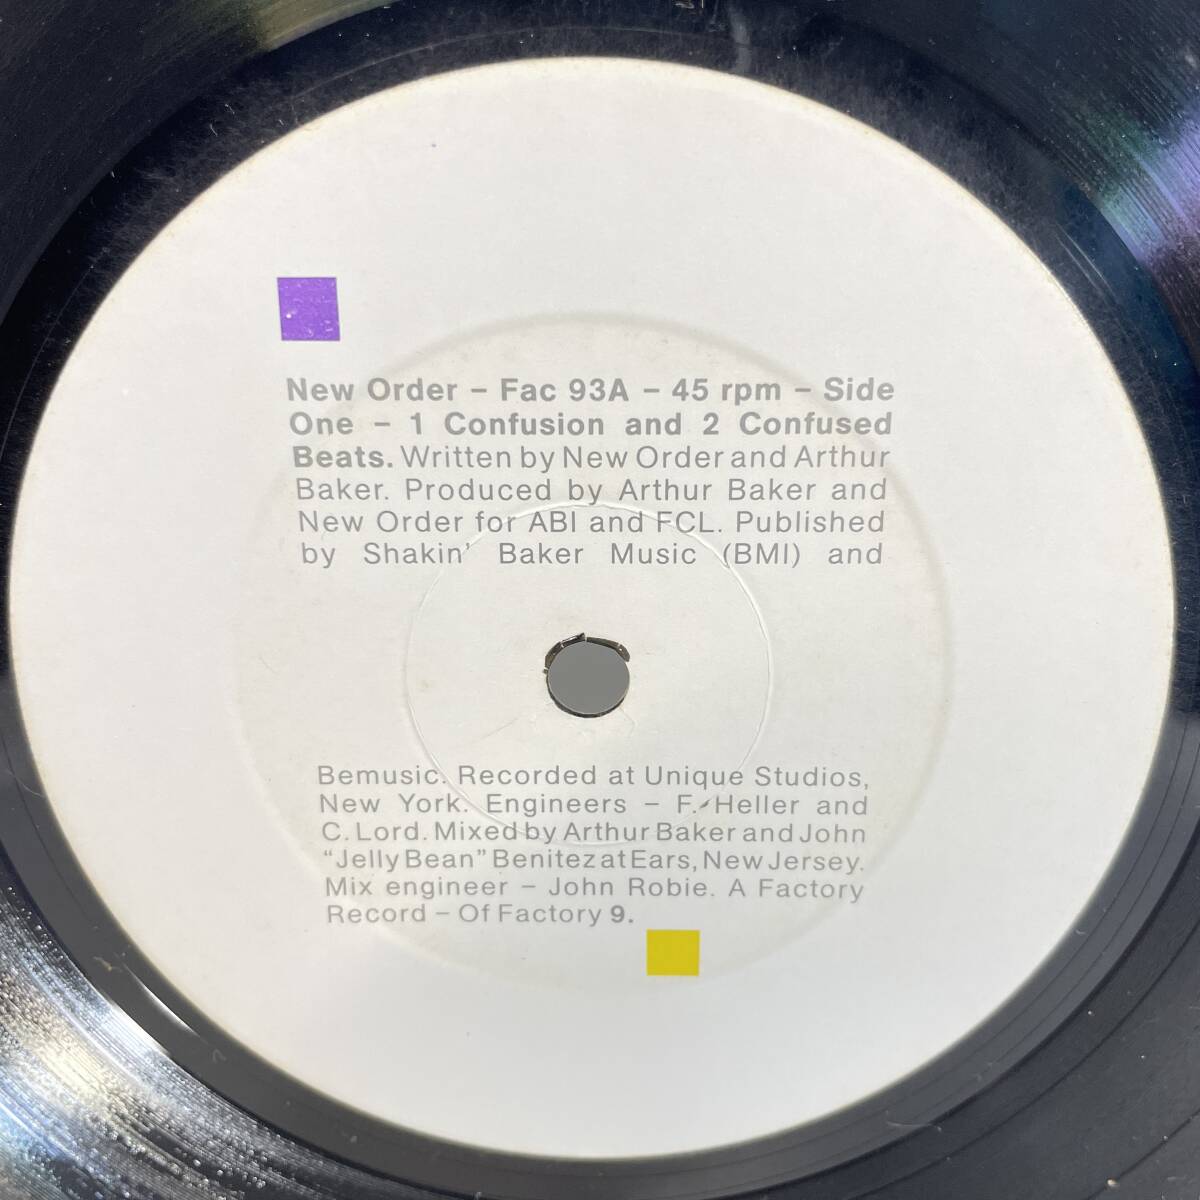 New Order – Fac 93A – 45 rpm – Side
One – 1 Confusion and 2 Confused
Beats. Written by New Order and Arthur
Baker. Produced by Arthur Baker and
New Order for ABI and FCL. Published
by Shakin' Baker Music (BMI) and
Bemusic. Recorded at Unique Studios,
New York. Engineers – F. Heller and
C. Lord. Mixed by Arthur Baker and John
“Jelly Bean” Benitez at Ears, New Jersey.
Mix engineer – John Robie. A Factory
Record – Of Factory 9.